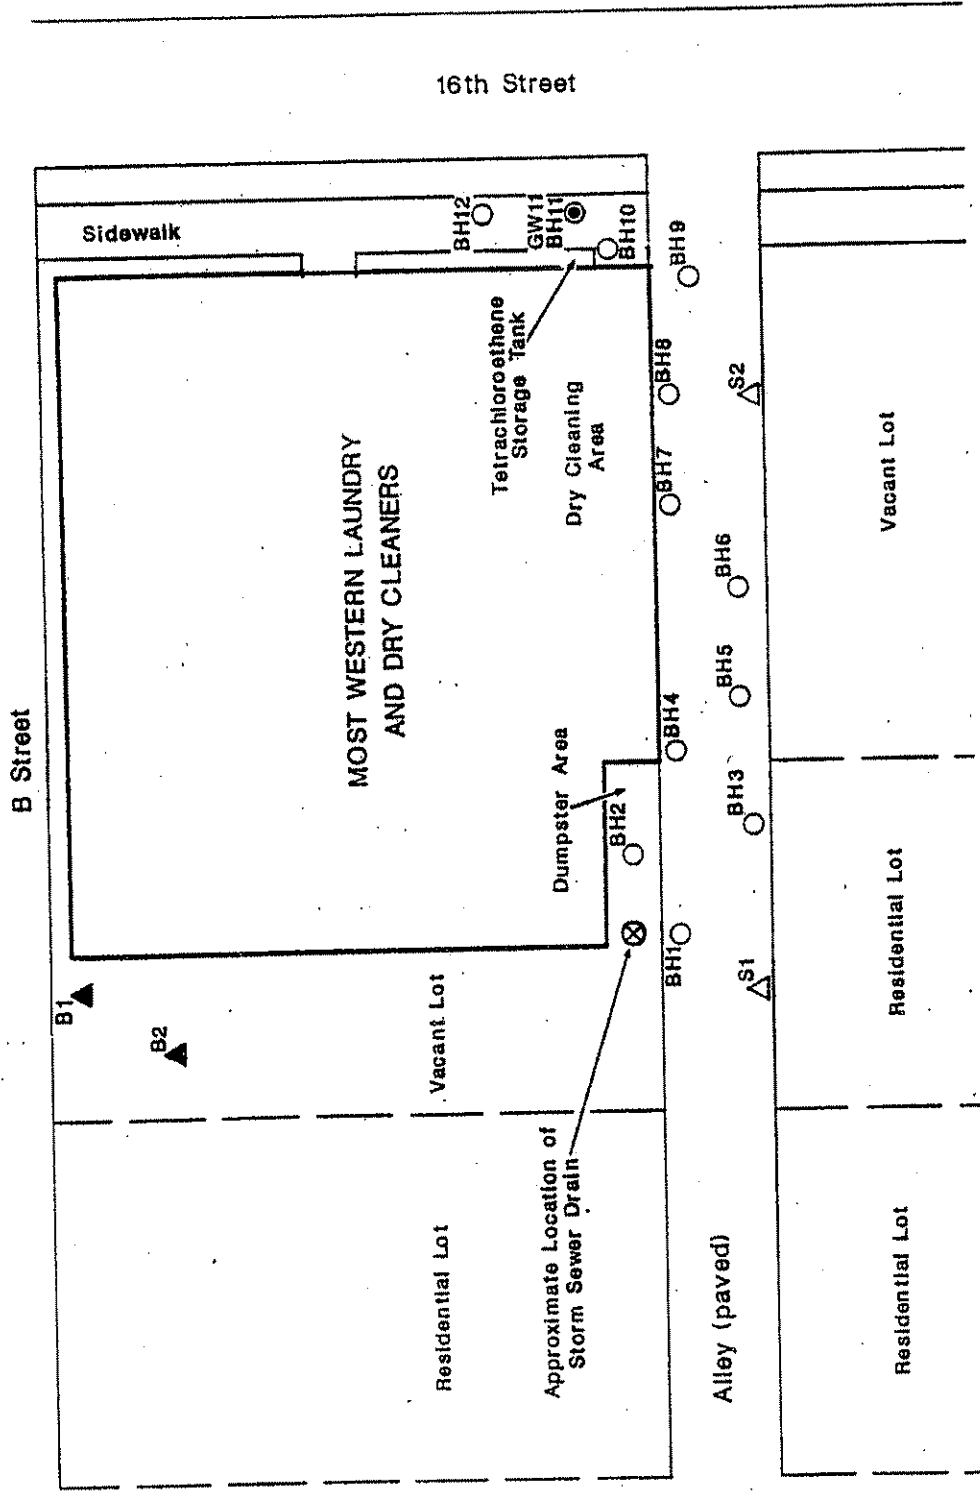 16th Street
B Street
Sidewalk
BH12
GW11
BH11
BH10
BH9
Tetrachloroethene
Storage Tank
Dry Cleaning
Area
BH8
BH7
S2
MOST WESTERN LAUNDRY
AND DRY CLEANERS
Vacant Lot
BH6
BH5
BH4
Dumpster Area
BH2
BH3
BH1
S1
B1
B2
Vacant Lot
Residential Lot
Approximate Location of
Storm Sewer Drain
Residential Lot
Alley (paved)
Residential Lot